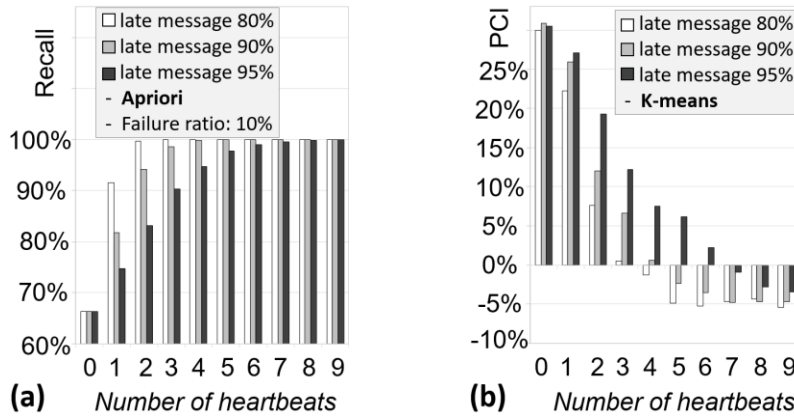 Recall
late message 80%
late message 90%
late message 95%
- Apriori
- Failure ratio: 10%
100%
90%
80%
70%
60%
0 1 2 3 4 5 6 7 8 9
(a) Number of heartbeats
PCI
late message 80%
late message 90%
late message 95%
- K-means
25%
20%
15%
10%
5%
0%
-5%
-10%
0 1 2 3 4 5 6 7 8 9
(b) Number of heartbeats